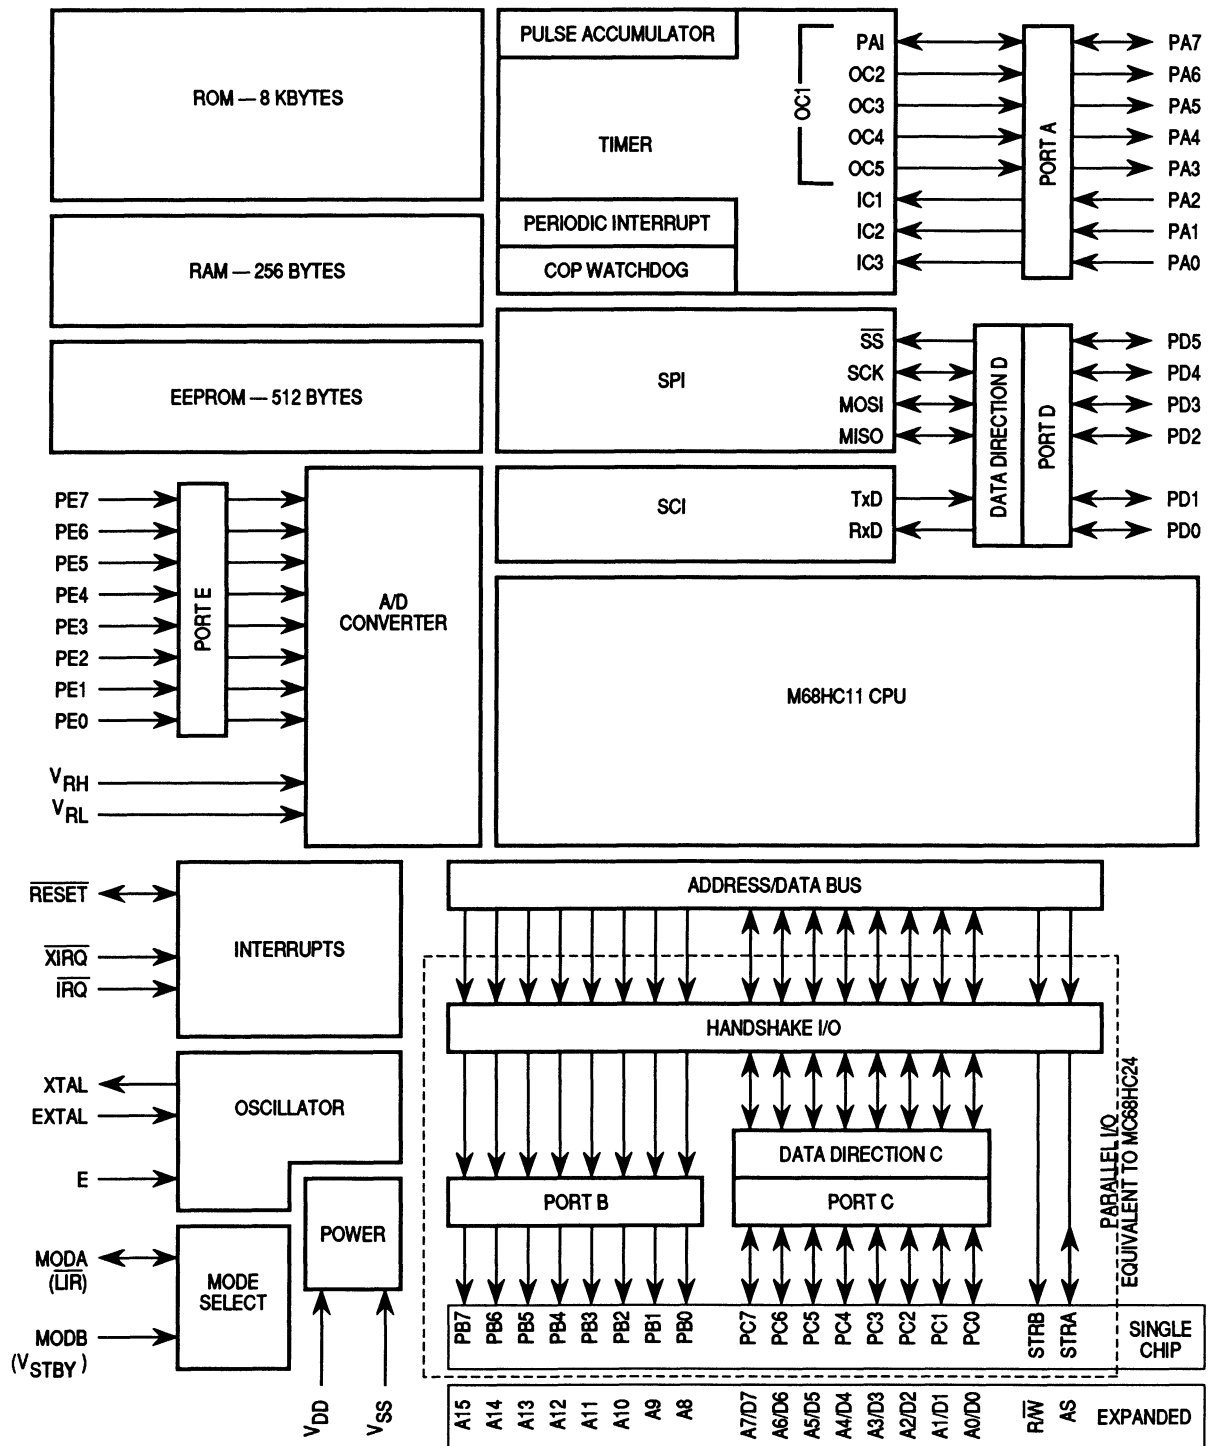 ROM — 8 KBYTES
RAM — 256 BYTES
EEPROM — 512 BYTES
PULSE ACCUMULATOR
TIMER
PERIODIC INTERRUPT
COP WATCHDOG
OC1
PAI
OC2
OC3
OC4
OC5
IC1
IC2
IC3
PORT A
PA7
PA6
PA5
PA4
PA3
PA2
PA1
PA0
SPI
S̅S̅
SCK
MOSI
MISO
SCI
TxD
RxD
DATA DIRECTION D
PORT D
PD5
PD4
PD3
PD2
PD1
PD0
PE7
PE6
PE5
PE4
PE3
PE2
PE1
PE0
PORT E
A/D
CONVERTER
VRH
VRL
M68HC11 CPU
R̅E̅S̅E̅T̅
X̅I̅R̅Q̅
I̅R̅Q̅
INTERRUPTS
XTAL
EXTAL
E
OSCILLATOR
POWER
MODA
(L̅I̅R̅)
MODB
(VSTBY)
MODE
SELECT
VDD
VSS
ADDRESS/DATA BUS
HANDSHAKE I/O
DATA DIRECTION C
PORT B
PORT C
PARALLEL I/O
EQUIVALENT TO MC68HC24
PB7
PB6
PB5
PB4
PB3
PB2
PB1
PB0
PC7
PC6
PC5
PC4
PC3
PC2
PC1
PC0
STRB
STRA
SINGLE
CHIP
A15
A14
A13
A12
A11
A10
A9
A8
A7/D7
A6/D6
A5/D5
A4/D4
A3/D3
A2/D2
A1/D1
A0/D0
R/W̅
AS
EXPANDED